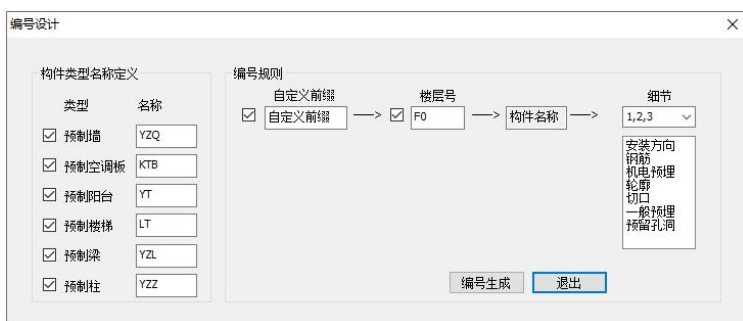 编号设计
构件类型名称定义
类型 名称
预制墙 YZQ
预制空调板 KTB
预制阳台 YT
预制楼梯 LT
预制梁 YZL
预制柱 YZZ
编号规则
自定义前缀 楼层号 细节
自定义前缀 F0 构件名称 1,2,3
安装方向
钢筋
机电预埋
轮廓
切口
一般预埋
预留孔洞
编号生成 退出